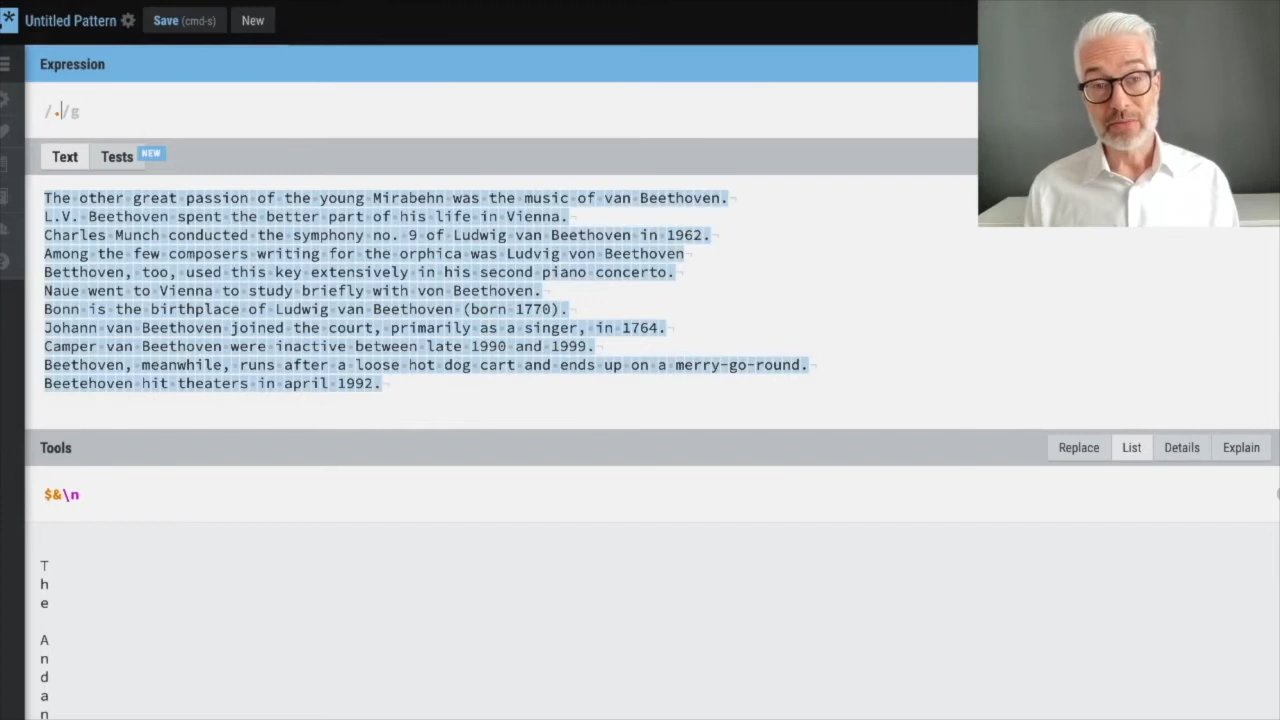 .* Untitled Pattern Save (cmd-s) New
Expression
/./g
Text Tests NEW
The other great passion of the young Mirabehn was the music of van Beethoven.
L.V. Beethoven spent the better part of his life in Vienna.
Charles Munch conducted the symphony no. 9 of Ludwig van Beethoven in 1962.
Among the few composers writing for the orphica was Ludvig von Beethoven
Betthoven, too, used this key extensively in his second piano concerto.
Naue went to Vienna to study briefly with von Beethoven.
Bonn is the birthplace of Ludwig van Beethoven (born 1770).
Johann van Beethoven joined the court, primarily as a singer, in 1764.
Camper van Beethoven were inactive between late 1990 and 1999.
Beethoven, meanwhile, runs after a loose hot dog cart and ends up on a merry-go-round.
Beetehoven hit theaters in april 1992.
Tools Replace List Details Explain
$&\n
T
h
e
A
n
d
a
n